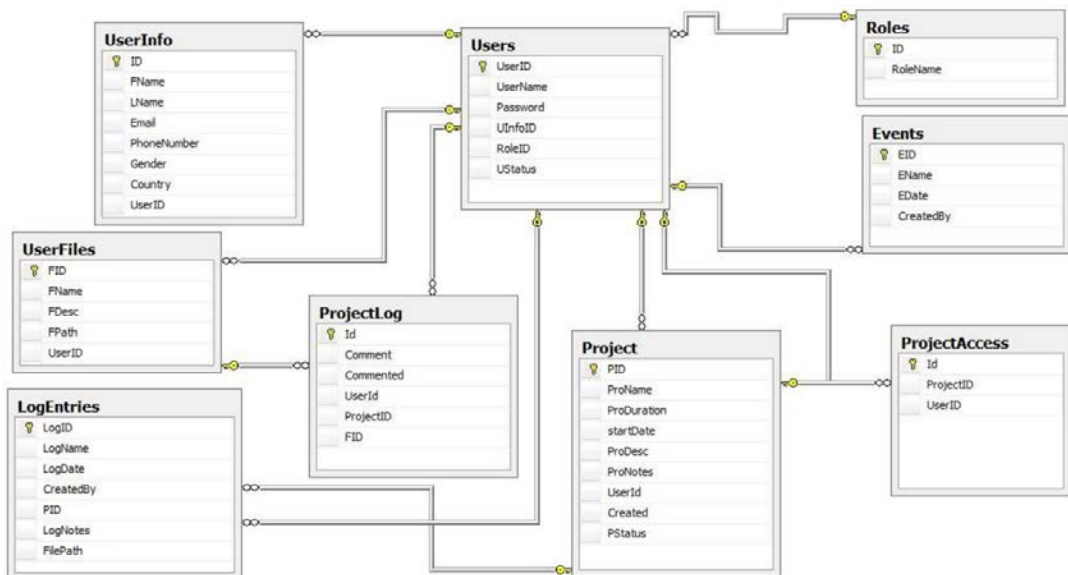 UserInfo
ID
FName
LName
Email
PhoneNumber
Gender
Country
UserID
Users
UserID
UserName
Password
UInfoID
RoleID
UStatus
Roles
ID
RoleName
Events
EID
EName
EDate
CreatedBy
UserFiles
FID
FName
FDesc
FPath
UserID
ProjectLog
Id
Comment
Commented
UserId
ProjectID
FID
Project
PID
ProName
ProDuration
startDate
ProDesc
ProNotes
UserId
Created
PStatus
ProjectAccess
Id
ProjectID
UserID
LogEntries
LogID
LogName
LogDate
CreatedBy
PID
LogNotes
FilePath